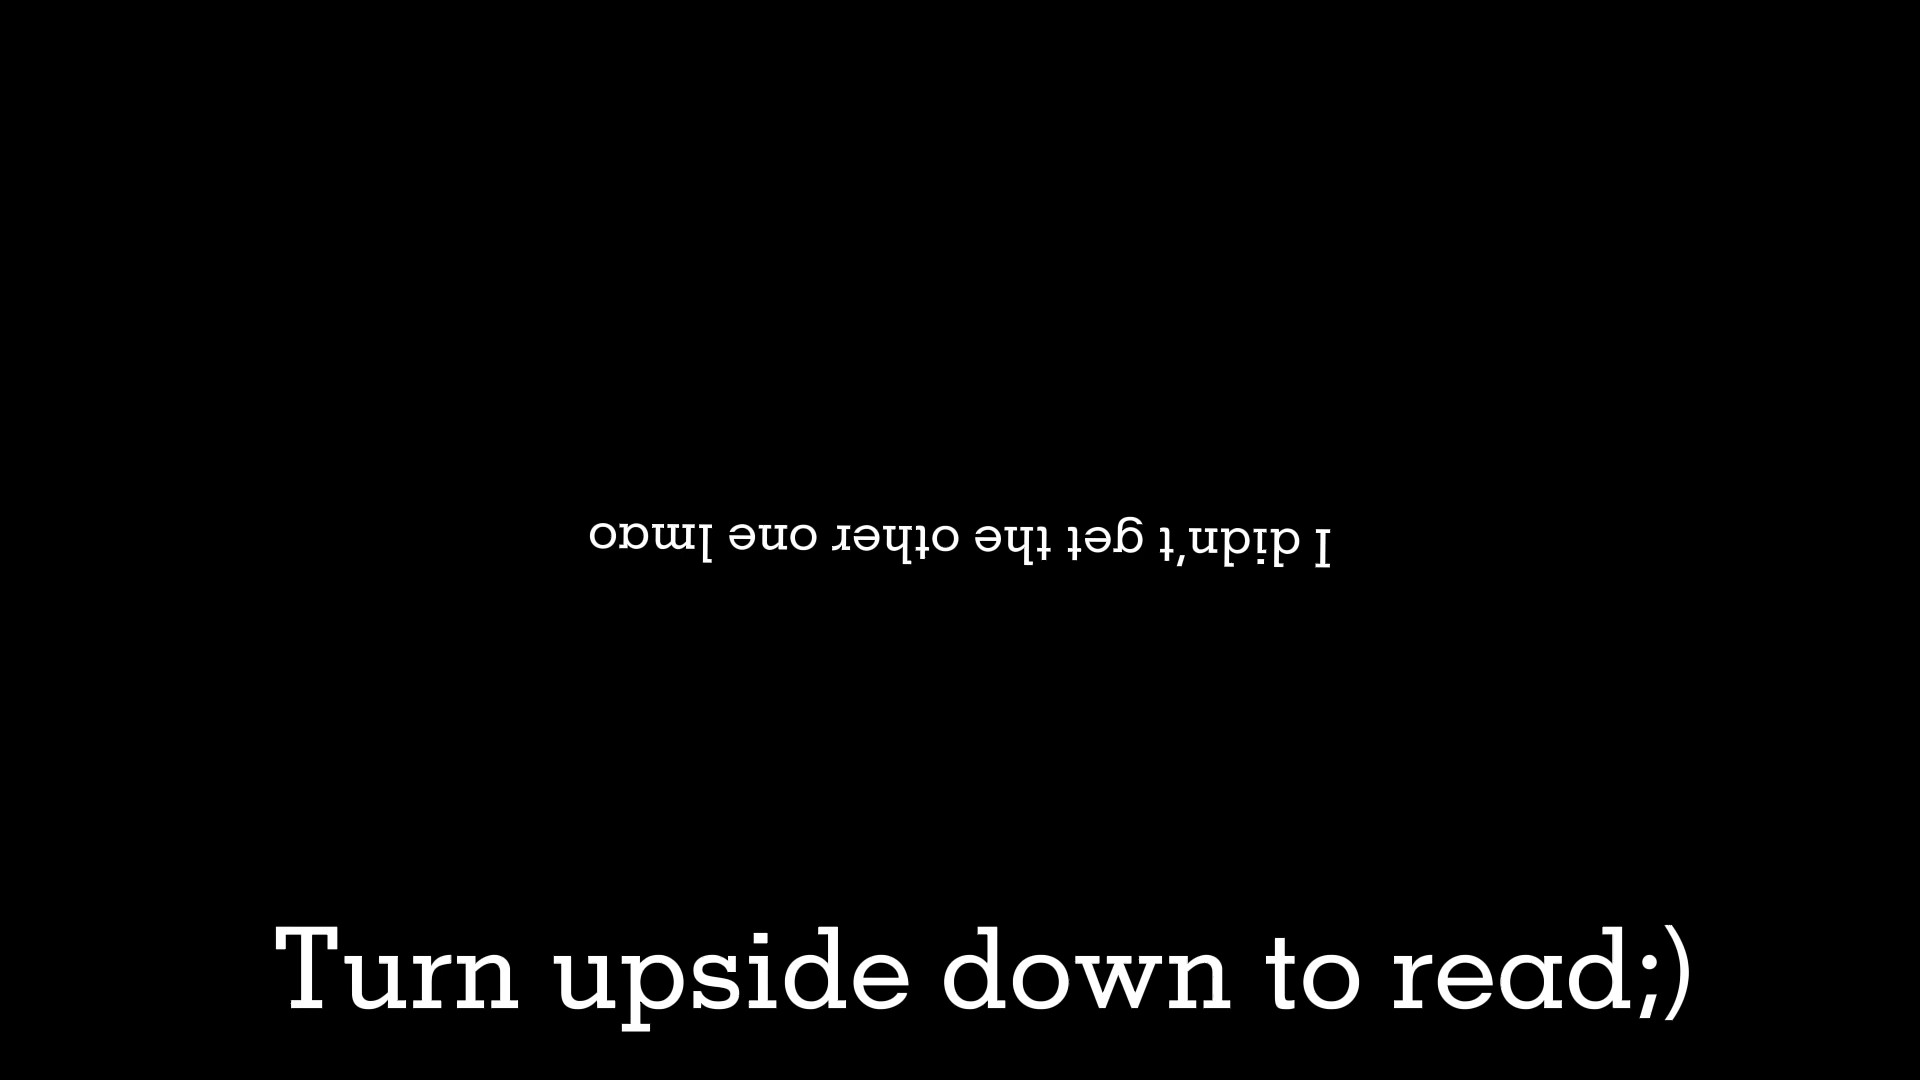 I didn't get the other one lmao
Turn upside down to read;)